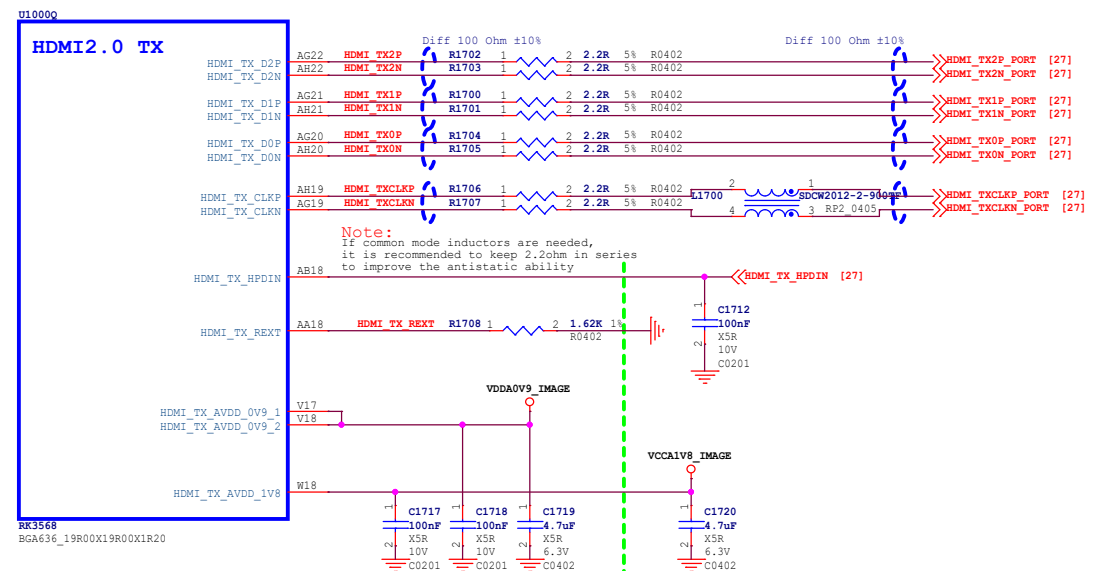 U1000Q
HDMI2.0 TX
Diff 100 Ohm ±10%
Diff 100 Ohm ±10%
HDMI_TX_D2P AG22 HDMI_TX2P R1702 1 2 2.2R 5% R0402 HDMI_TX2P_PORT [27]
HDMI_TX_D2N AH22 HDMI_TX2N R1703 1 2 2.2R 5% R0402 HDMI_TX2N_PORT [27]
HDMI_TX_D1P AG21 HDMI_TX1P R1700 1 2 2.2R 5% R0402 HDMI_TX1P_PORT [27]
HDMI_TX_D1N AH21 HDMI_TX1N R1701 1 2 2.2R 5% R0402 HDMI_TX1N_PORT [27]
HDMI_TX_D0P AG20 HDMI_TX0P R1704 1 2 2.2R 5% R0402 HDMI_TX0P_PORT [27]
HDMI_TX_D0N AH20 HDMI_TX0N R1705 1 2 2.2R 5% R0402 HDMI_TX0N_PORT [27]
HDMI_TX_CLKP AH19 HDMI_TXCLKP R1706 1 2 2.2R 5% R0402 HDMI_TXCLKP_PORT [27]
HDMI_TX_CLKN AG19 HDMI_TXCLKN R1707 1 2 2.2R 5% R0402 HDMI_TXCLKN_PORT [27]
2 1
L1700
4 3 RP2_0405
Note:
If common mode inductors are needed,
it is recommended to keep 2.2ohm in series
to improve the antistatic ability
HDMI_TX_HPDIN AB18 HDMI_TX_HPDIN [27]
1 C1712
100nF
X5R
2 10V
C0201
HDMI_TX_REXT AA18 HDMI_TX_REXT R1708 1 2 1.62K 1%
R0402
VDDA0V9_IMAGE
HDMI_TX_AVDD_0V9_1 V17
HDMI_TX_AVDD_0V9_2 V18
VCCA1V8_IMAGE
HDMI_TX_AVDD_1V8 W18
1 C1717 1 C1718 1 C1719 1 C1720
100nF 100nF 4.7uF 4.7uF
X5R X5R X5R X5R
2 10V 2 10V 2 6.3V 2 6.3V
C0201 C0201 C0402 C0402
RK3568
BGA636_19R00X19R00X1R20